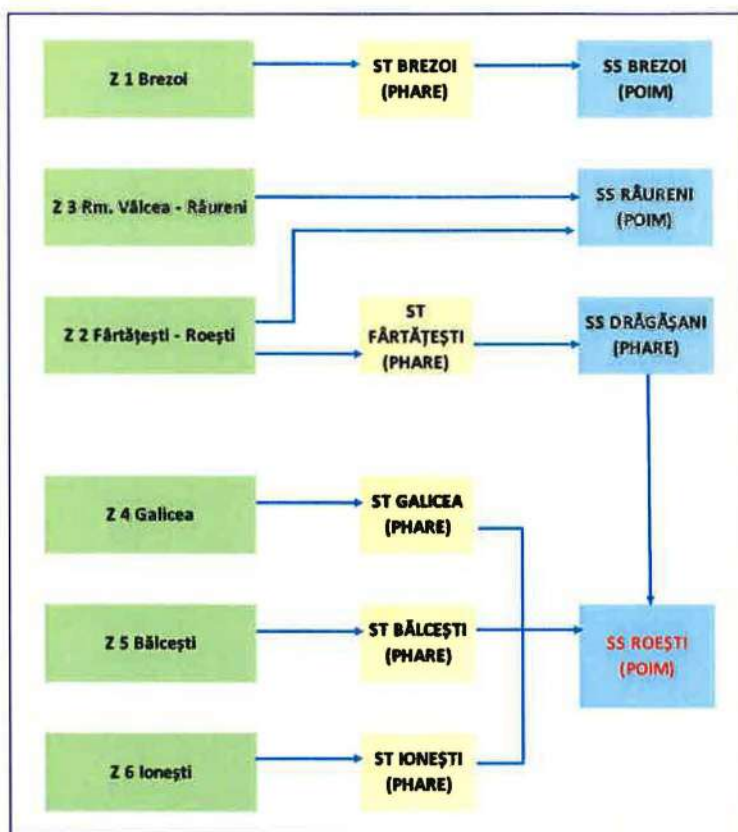 Z 1 Brezoi
ST BREZOI
(PHARE)
SS BREZOI
(POIM)
Z 3 Rm. Vâlcea - Râureni
SS RÂURENI
(POIM)
Z 2 Fârtățești - Roești
ST
FÂRTĂȚEȘTI
(PHARE)
SS DRĂGĂȘANI
(PHARE)
Z 4 Galicea
ST GALICEA
(PHARE)
Z 5 Bălcești
ST BĂLCEȘTI
(PHARE)
SS ROEȘTI
(POIM)
Z 6 Ionești
ST IONEȘTI
(PHARE)